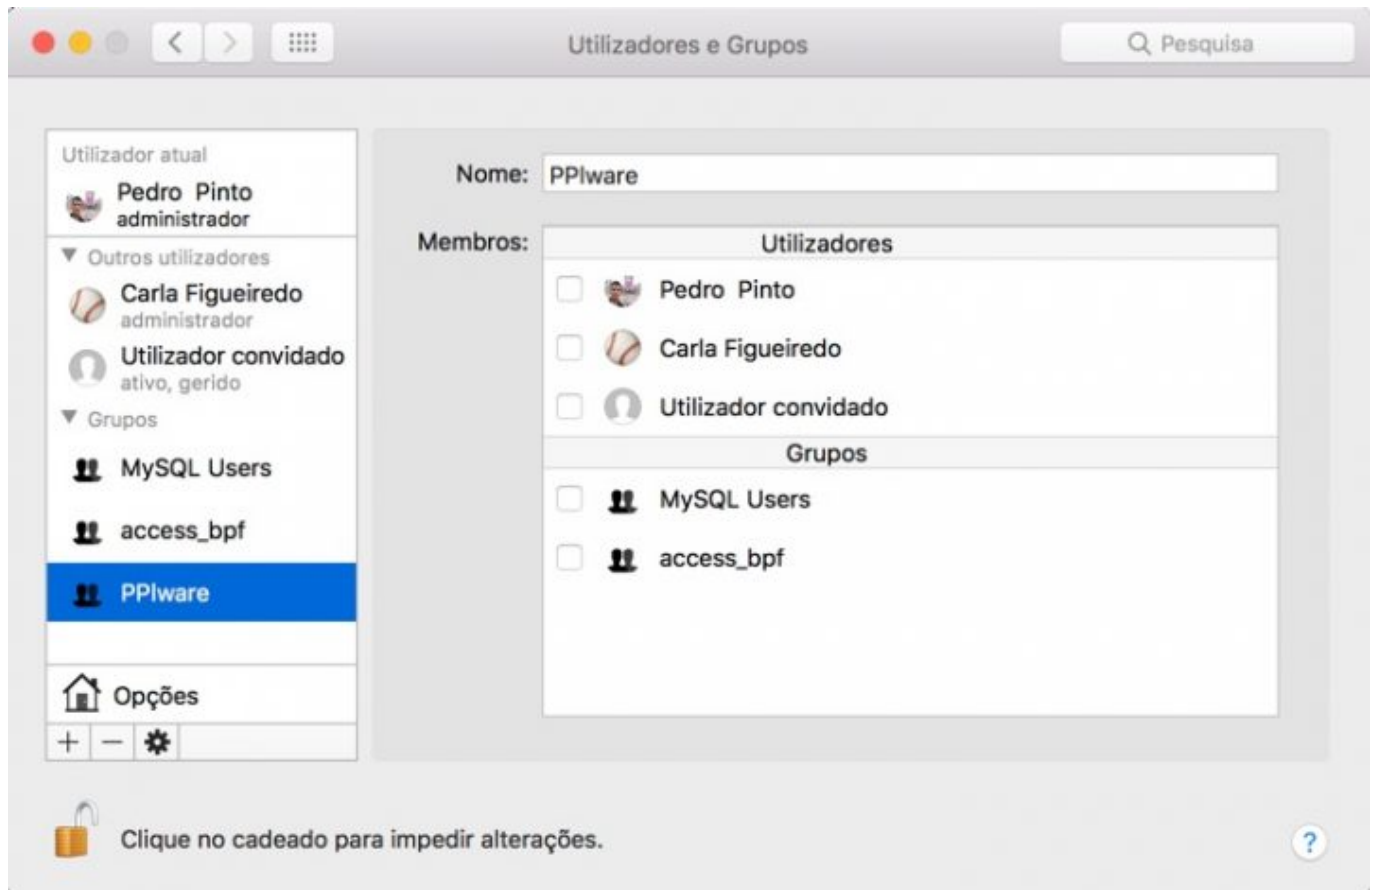 Utilizadores e Grupos
Pesquisa
Utilizador atual
Pedro Pinto
administrador
Outros utilizadores
Carla Figueiredo
administrador
Utilizador convidado
ativo, gerido
Grupos
MySQL Users
access_bpf
PPlware
Opções
Nome: PPlware
Membros:
Utilizadores
Pedro Pinto
Carla Figueiredo
Utilizador convidado
Grupos
MySQL Users
access_bpf
Clique no cadeado para impedir alterações.
?